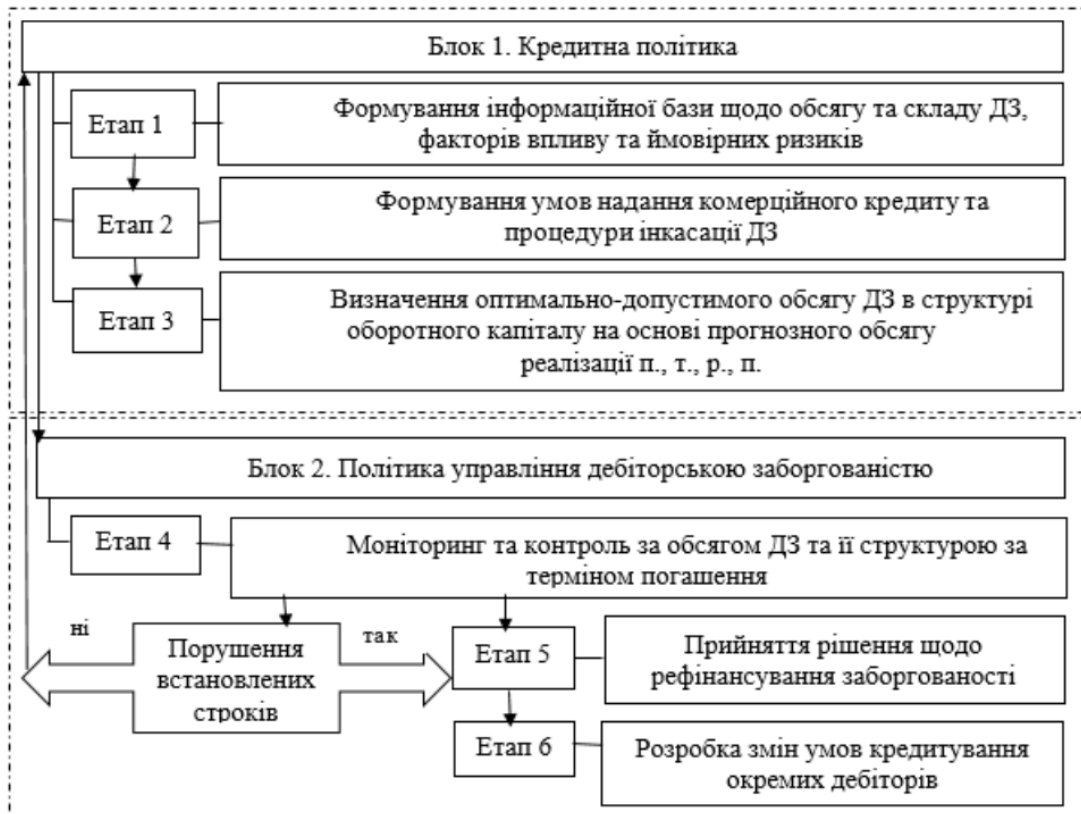 Блок 1. Кредитна політика
Етап 1
Формування інформаційної бази щодо обсягу та складу ДЗ,
факторів впливу та ймовірних ризиків
Етап 2
Формування умов надання комерційного кредиту та
процедури інкасації ДЗ
Етап 3
Визначення оптимально-допустимого обсягу ДЗ в структурі
оборотного капіталу на основі прогнозного обсягу
реалізації п., т., р., п.
Блок 2. Політика управління дебіторською заборгованістю
Етап 4
Моніторинг та контроль за обсягом ДЗ та її структурою за
терміном погашення
ні
Порушення
встановлених
строків
так
Етап 5
Прийняття рішення щодо
рефінансування заборгованості
Етап 6
Розробка змін умов кредитування
окремих дебіторів